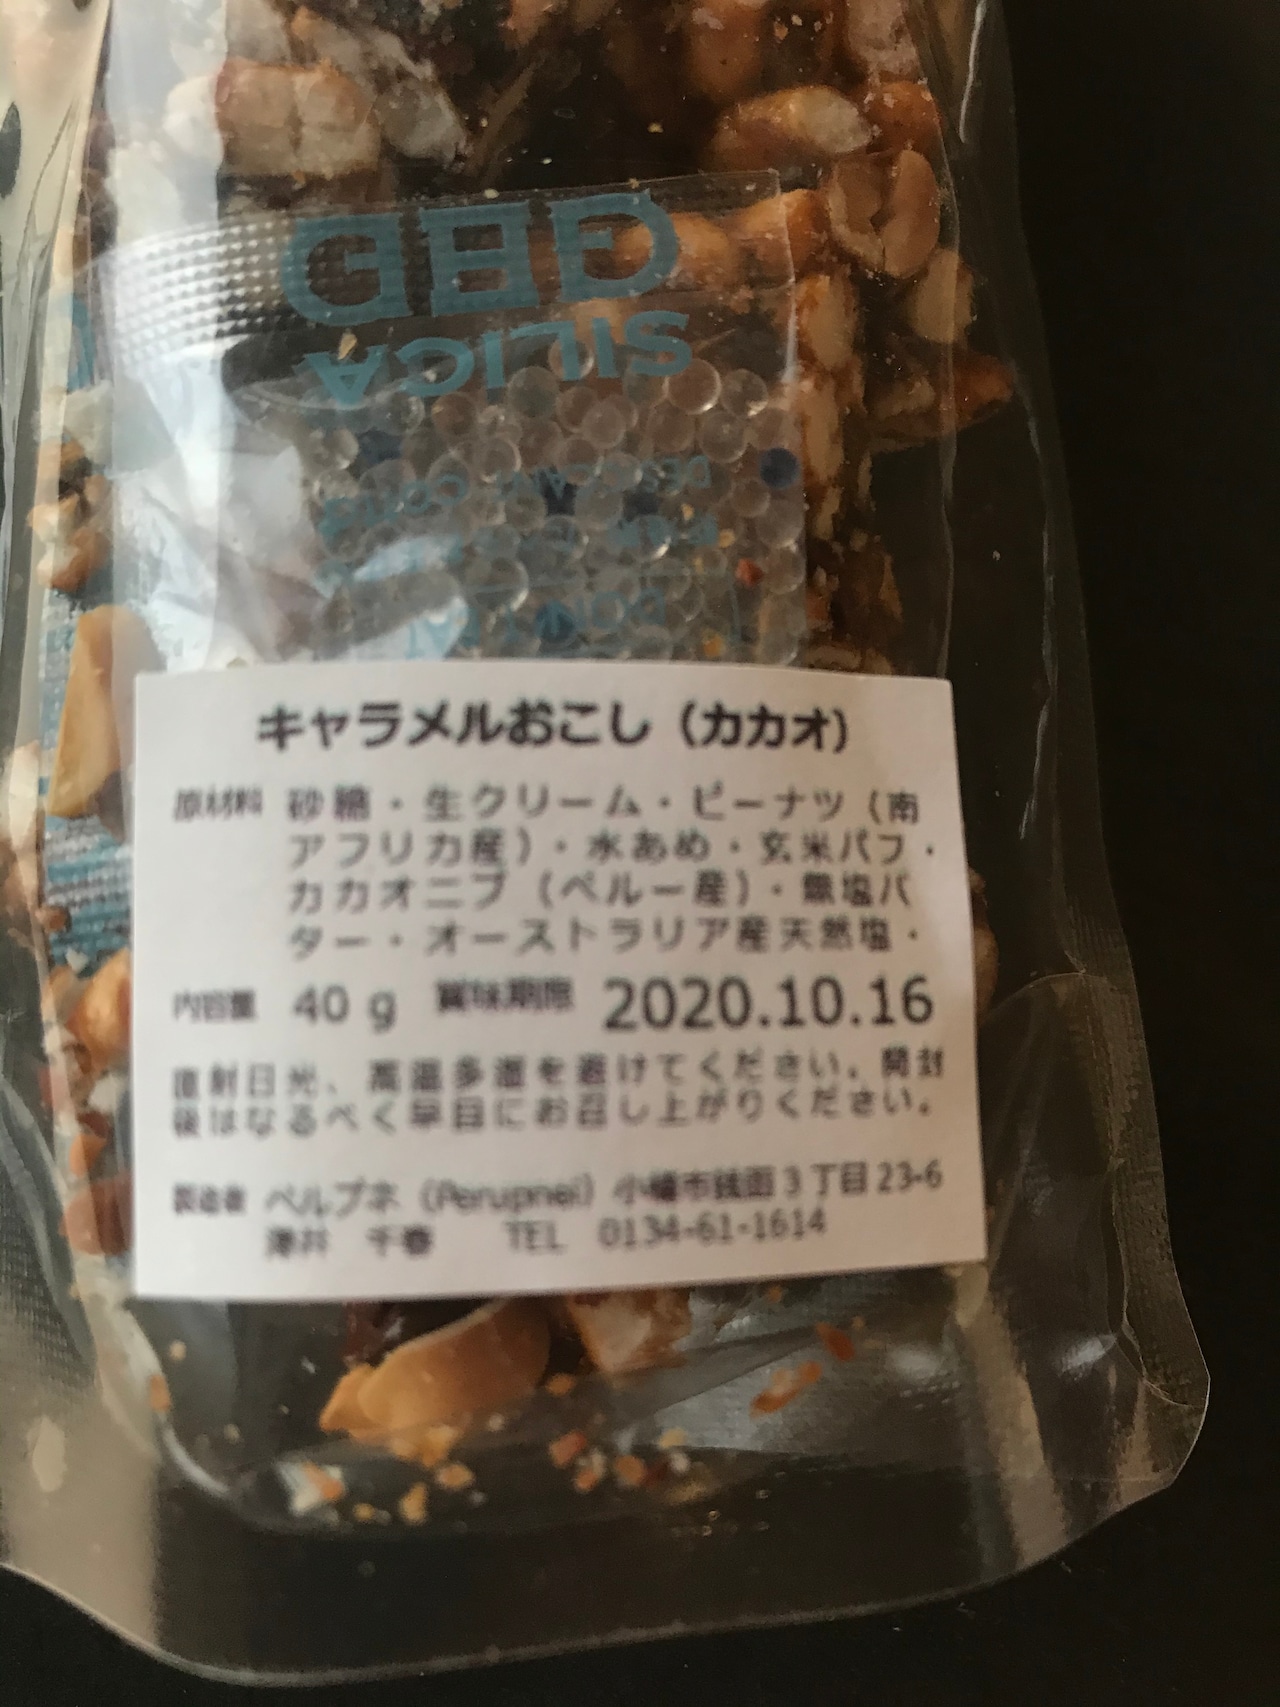 GEL
SILICA
キャラメルおこし（カカオ）
原材料 砂糖・生クリーム・ピーナツ（南
アフリカ産）・水あめ・玄米パフ・
カカオニブ（ペルー産）・無塩バ
ター・オーストラリア産天然塩・
内容量 40g 賞味期限 2020.10.16
直射日光、高温多湿を避けてください。開封
後はなるべく早目にお召し上がりください。
製造者 ペルプネ（Perupnei）小樽市銭函3丁目23-6
薄井 千春 TEL 0134-61-1614